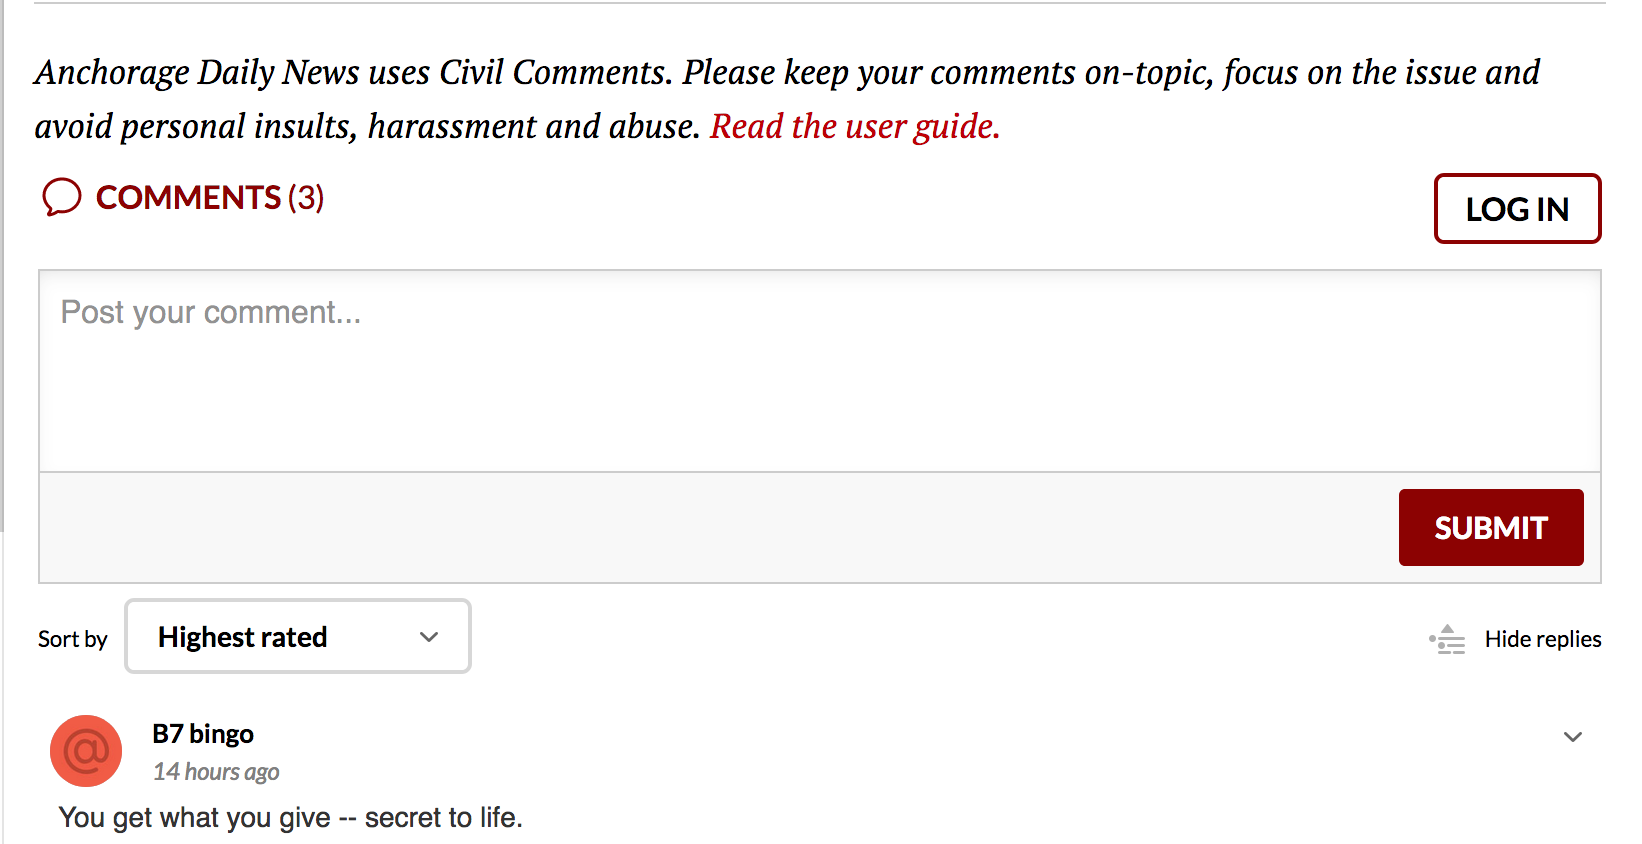 Anchorage Daily News uses Civil Comments. Please keep your comments on-topic, focus on the issue and
avoid personal insults, harassment and abuse. Read the user guide.
COMMENTS (3)
LOG IN
Post your comment...
SUBMIT
Sort by
Highest rated
Hide replies
@
B7 bingo
14 hours ago
You get what you give -- secret to life.